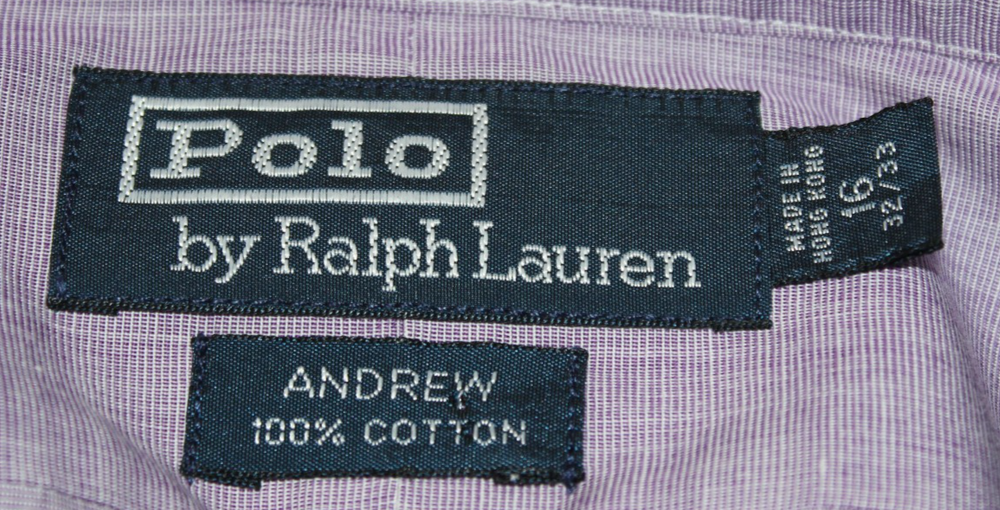 Polo
by Ralph Lauren
MADE IN
HONG KONG
16
32/33
ANDREW
100% COTTON